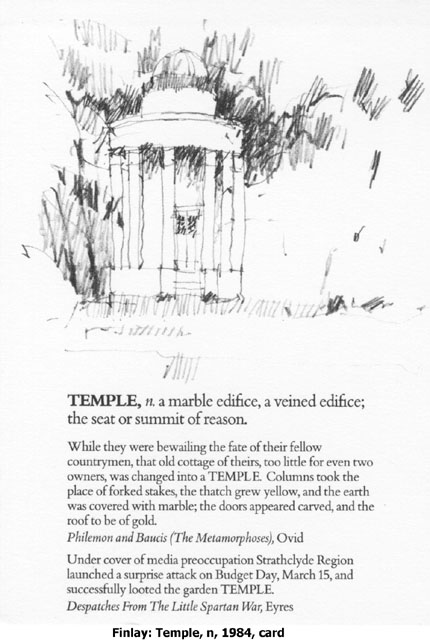 TEMPLE, n. a marble edifice, a veined edifice;
the seat or summit of reason.
While they were bewailing the fate of their fellow
countrymen, that old cottage of theirs, too little for even two
owners, was changed into a TEMPLE. Columns took the
place of forked stakes, the thatch grew yellow, and the earth
was covered with marble; the doors appeared carved, and the
roof to be of gold.
Philemon and Baucis (The Metamorphoses), Ovid
Under cover of media preoccupation Strathclyde Region
launched a surprise attack on Budget Day, March 15, and
successfully looted the garden TEMPLE.
Despatches From The Little Spartan War, Eyres
Finlay: Temple, n, 1984, card